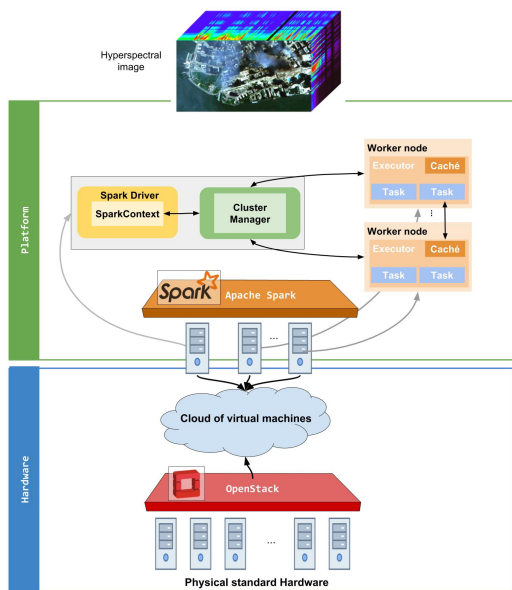 Hyperspectral
image
Platform
Worker node
Executor
Caché
Task
Task
Spark Driver
SparkContext
Cluster
Manager
...
Worker node
Executor
Caché
Task
Task
Spark
Apache Spark
...
Hardware
Cloud of virtual machines
OpenStack
...
Physical standard Hardware